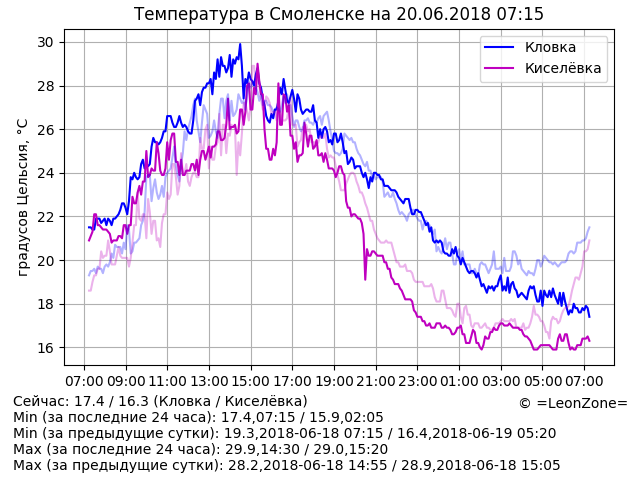 Температура в Смоленске на 20.06.2018 07:15
градусов Цельсия, °C
30
28
26
24
22
20
18
16
Кловка
Киселёвка
07:00 09:00 11:00 13:00 15:00 17:00 19:00 21:00 23:00 01:00 03:00 05:00 07:00
Сейчас: 17.4 / 16.3 (Кловка / Киселёвка)
© =LeonZone=
Min (за последние 24 часа): 17.4,07:15 / 15.9,02:05
Min (за предыдущие сутки): 19.3,2018-06-18 07:15 / 16.4,2018-06-19 05:20
Max (за последние 24 часа): 29.9,14:30 / 29.0,15:20
Max (за предыдущие сутки): 28.2,2018-06-18 14:55 / 28.9,2018-06-18 15:05